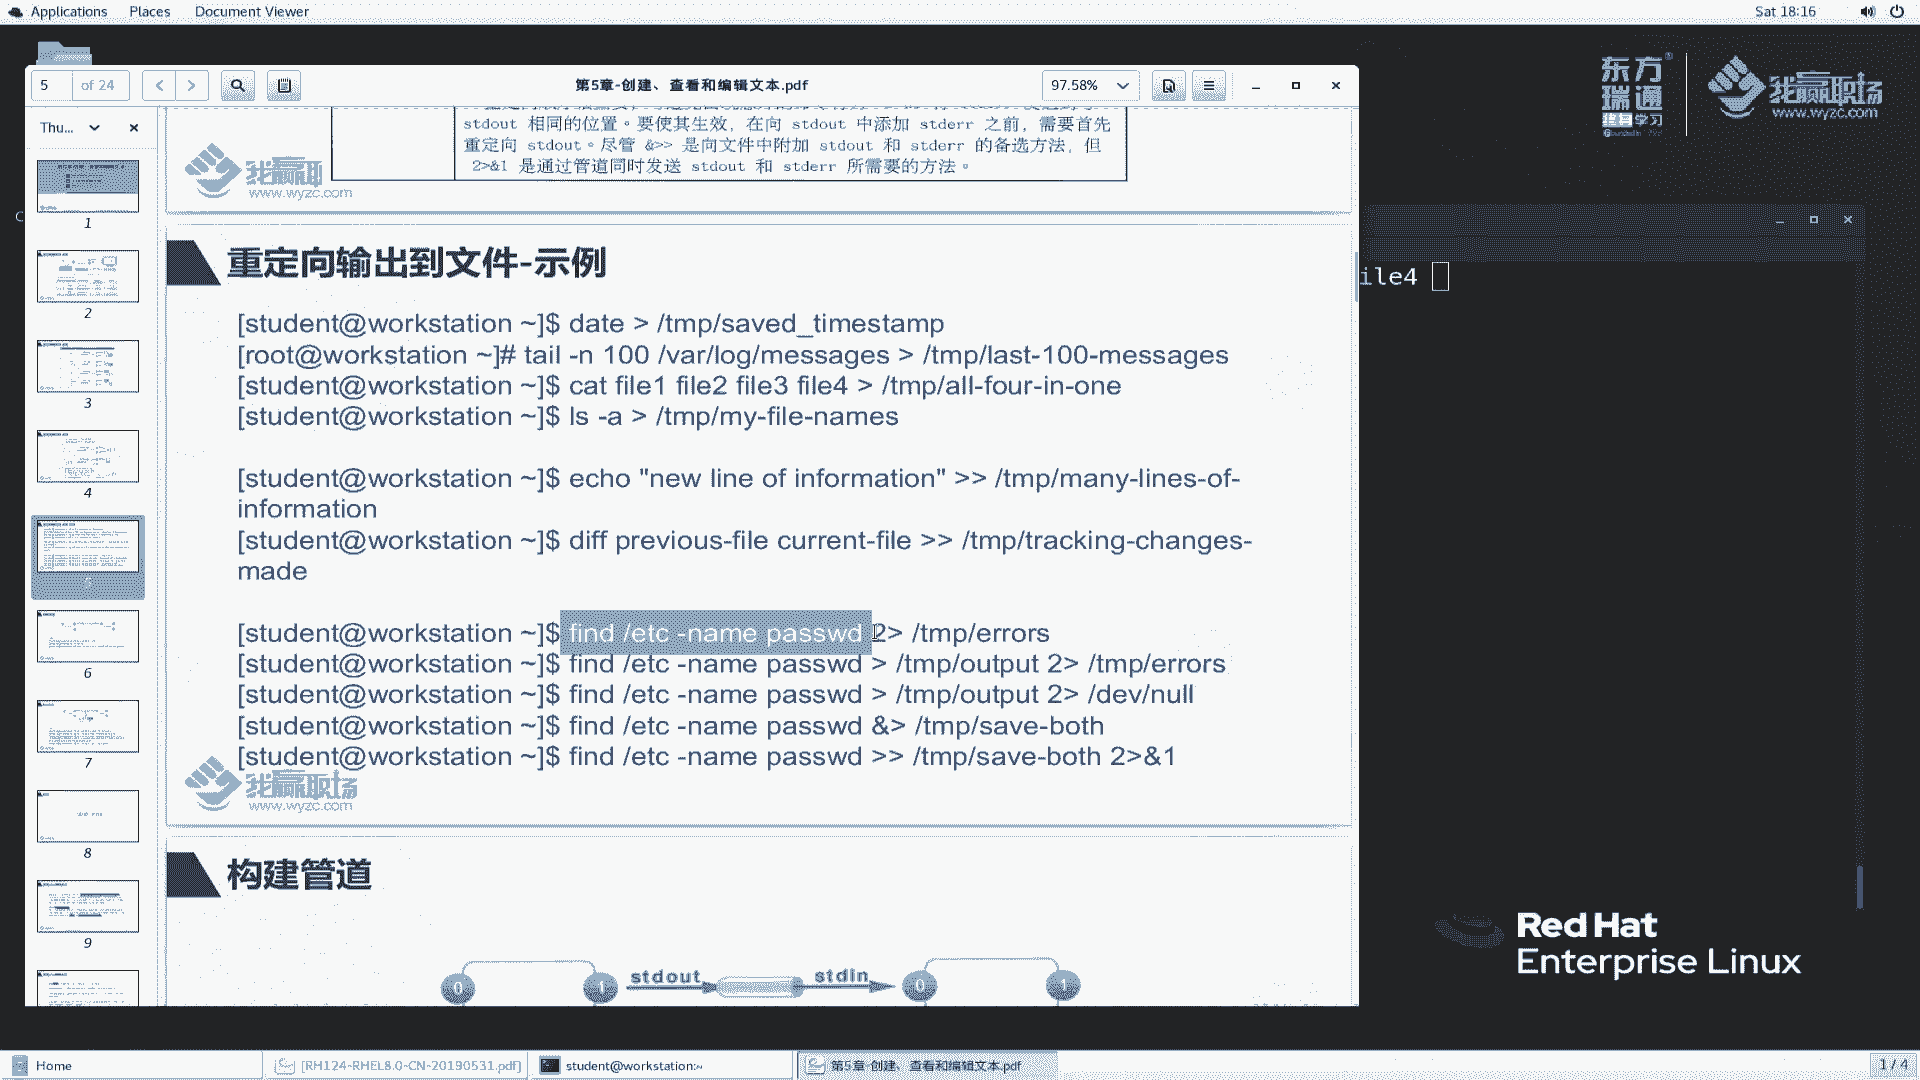 Applications Places Document Viewer Sat 18:16
5 of 24 第5章-创建、查看和编辑文本.pdf 97.58%
Thu...
东方瑞通
终身学习
我赢职场
www.wyzc.com
stdout 相同的位置。要使其生效，在向 stdout 中添加 stderr 之前，需要首先
重定向 stdout。尽管 &>> 是向文件中附加 stdout 和 stderr 的备选方法，但
2>&1 是通过管道同时发送 stdout 和 stderr 所需要的方法。
我赢职场
www.wyzc.com
重定向输出到文件-示例
[student@workstation ~]$ date > /tmp/saved_timestamp
[root@workstation ~]# tail -n 100 /var/log/messages > /tmp/last-100-messages
[student@workstation ~]$ cat file1 file2 file3 file4 > /tmp/all-four-in-one
[student@workstation ~]$ ls -a > /tmp/my-file-names
[student@workstation ~]$ echo "new line of information" >> /tmp/many-lines-of-
information
[student@workstation ~]$ diff previous-file current-file >> /tmp/tracking-changes-
made
[student@workstation ~]$ find /etc -name passwd 2> /tmp/errors
[student@workstation ~]$ find /etc -name passwd > /tmp/output 2> /tmp/errors
[student@workstation ~]$ find /etc -name passwd > /tmp/output 2> /dev/null
[student@workstation ~]$ find /etc -name passwd &> /tmp/save-both
[student@workstation ~]$ find /etc -name passwd >> /tmp/save-both 2>&1
我赢职场
www.wyzc.com
构建管道
0 1 stdout stdin 0 1
1
2
3
4
5
6
7
8
9
ile4
Red Hat
Enterprise Linux
Home [RH124-RHEL8.0-CN-20190531.pdf] student@workstation:~ 第5章-创建、查看和编辑文本.pdf 1 / 4